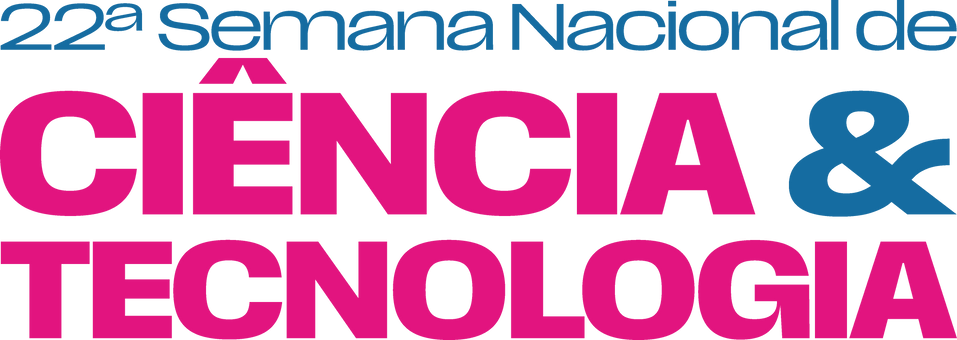 22ª Semana Nacional de
CIÊNCIA &
TECNOLOGIA